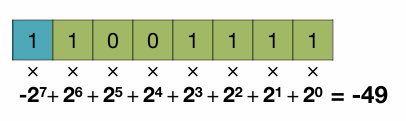 1 1 0 0 1 1 1 1
× × × × × × × ×
-2⁷+ 2⁶ + 2⁵ + 2⁴ + 2³ + 2² + 2¹ + 2⁰ = -49